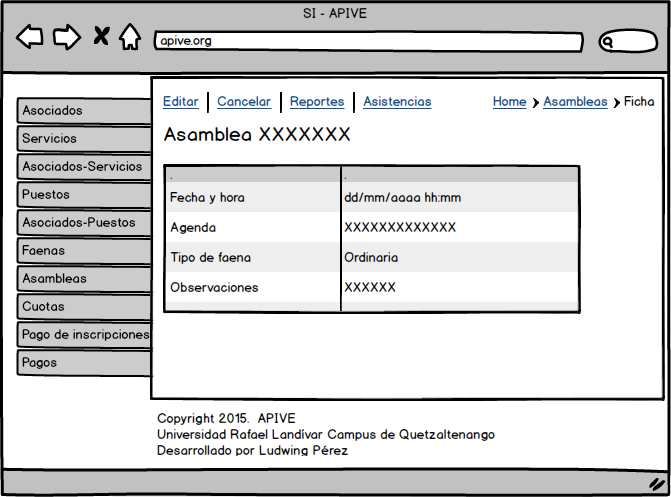 SI - APIVE
apive.org
Editar Cancelar Reportes Asistencias Home Asambleas Ficha
Asamblea XXXXXXX
Asociados
Servicios
Asociados-Servicios
Puestos
Asociados-Puestos
Faenas
Asambleas
Cuotas
Pago de inscripciones
Pagos
. .
Fecha y hora dd/mm/aaaa hh:mm
Agenda XXXXXXXXXXXXX
Tipo de faena Ordinaria
Observaciones XXXXXX
Copyright 2015. APIVE
Universidad Rafael Landívar Campus de Quetzaltenango
Desarrollado por Ludwing Pérez